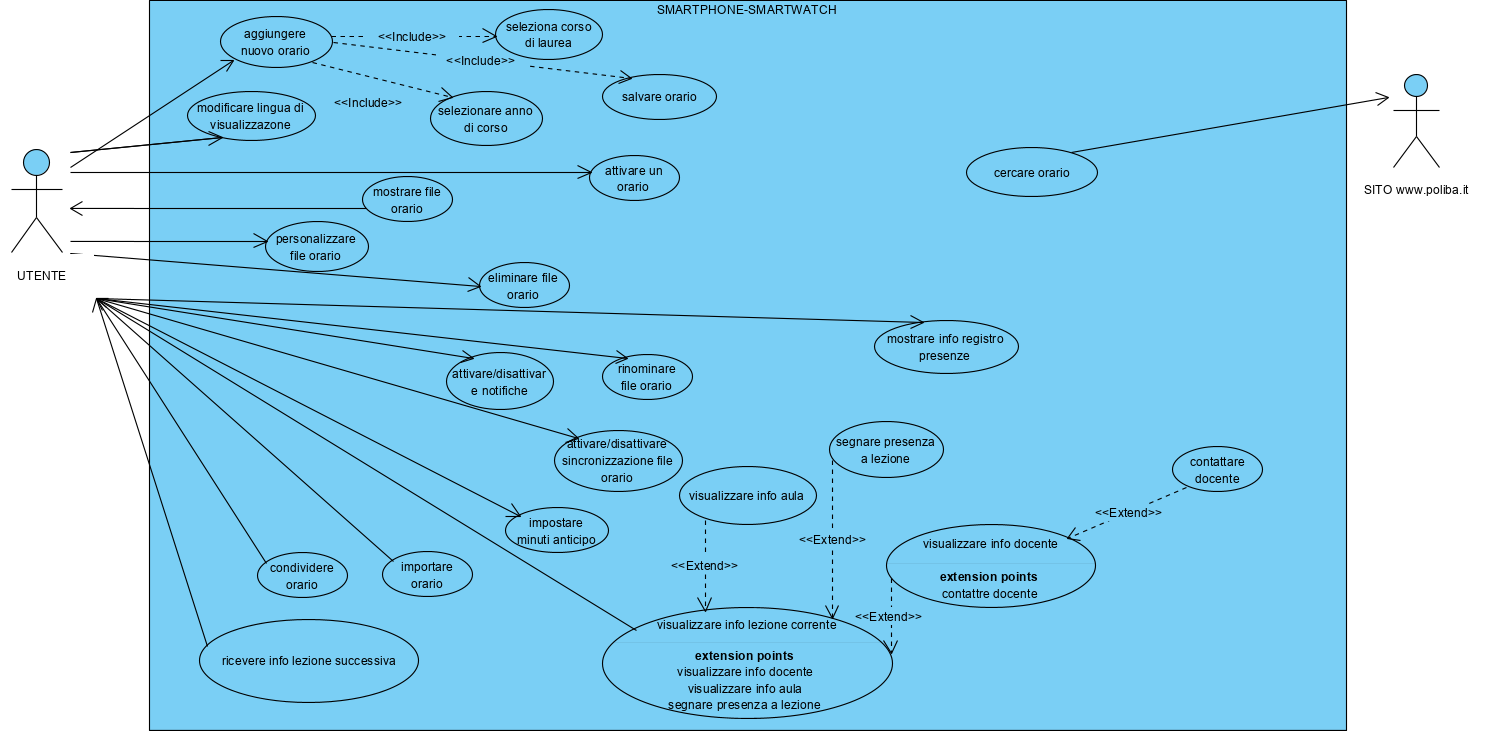 SMARTPHONE-SMARTWATCH
aggiungere
nuovo orario
<<Include>>
seleziona corso
di laurea
<<Include>>
salvare orario
<<Include>>
selezionare anno
di corso
modificare lingua di
visualizzazone
attivare un
orario
cercare orario
SITO www.poliba.it
mostrare file
orario
personalizzare
file orario
UTENTE
eliminare file
orario
mostrare info registro
presenze
attivare/disattivar
e notifiche
rinominare
file orario
attivare/disattivare
sincronizzazione file
orario
segnare presenza
a lezione
contattare
docente
visualizzare info aula
<<Extend>>
impostare
minuti anticipo
<<Extend>>
visualizzare info docente
extension points
contattre docente
<<Extend>>
condividere
orario
importare
orario
<<Extend>>
visualizzare info lezione corrente
extension points
visualizzare info docente
visualizzare info aula
segnare presenza a lezione
ricevere info lezione successiva